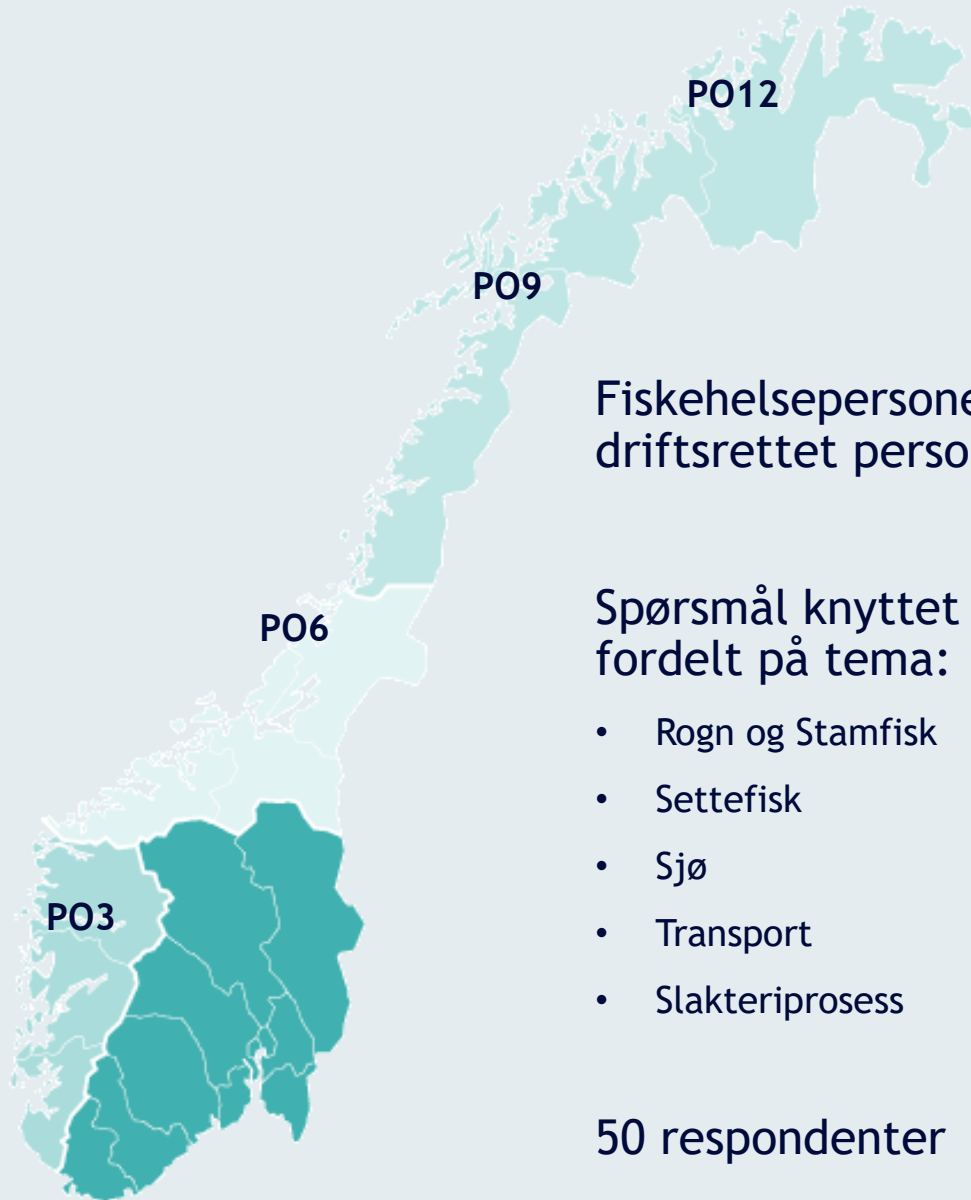 PO12
PO9
Fiskehelsepersone
driftsrettet perso
Spørsmål knyttet
fordelt på tema:
PO6
• Rogn og Stamfisk
• Settefisk
• Sjø
PO3
• Transport
• Slakteriprosess
50 respondenter